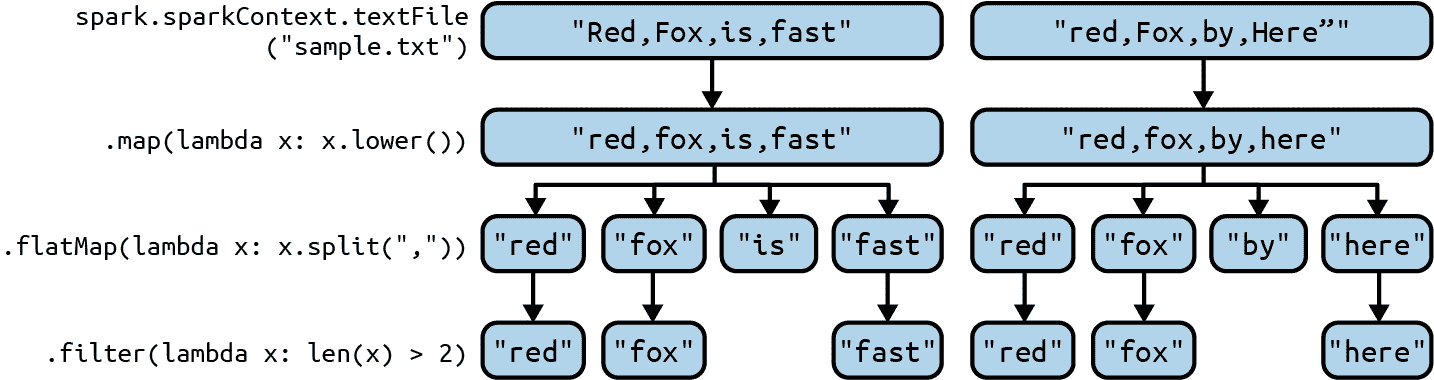 spark.sparkContext.textFile
("sample.txt")
"Red,Fox,is,fast" "red,Fox,by,Here”"
.map(lambda x: x.lower()) "red,fox,is,fast" "red,fox,by,here"
.flatMap(lambda x: x.split(",")) "red" "fox" "is" "fast" "red" "fox" "by" "here"
.filter(lambda x: len(x) > 2) "red" "fox" "fast" "red" "fox" "here"